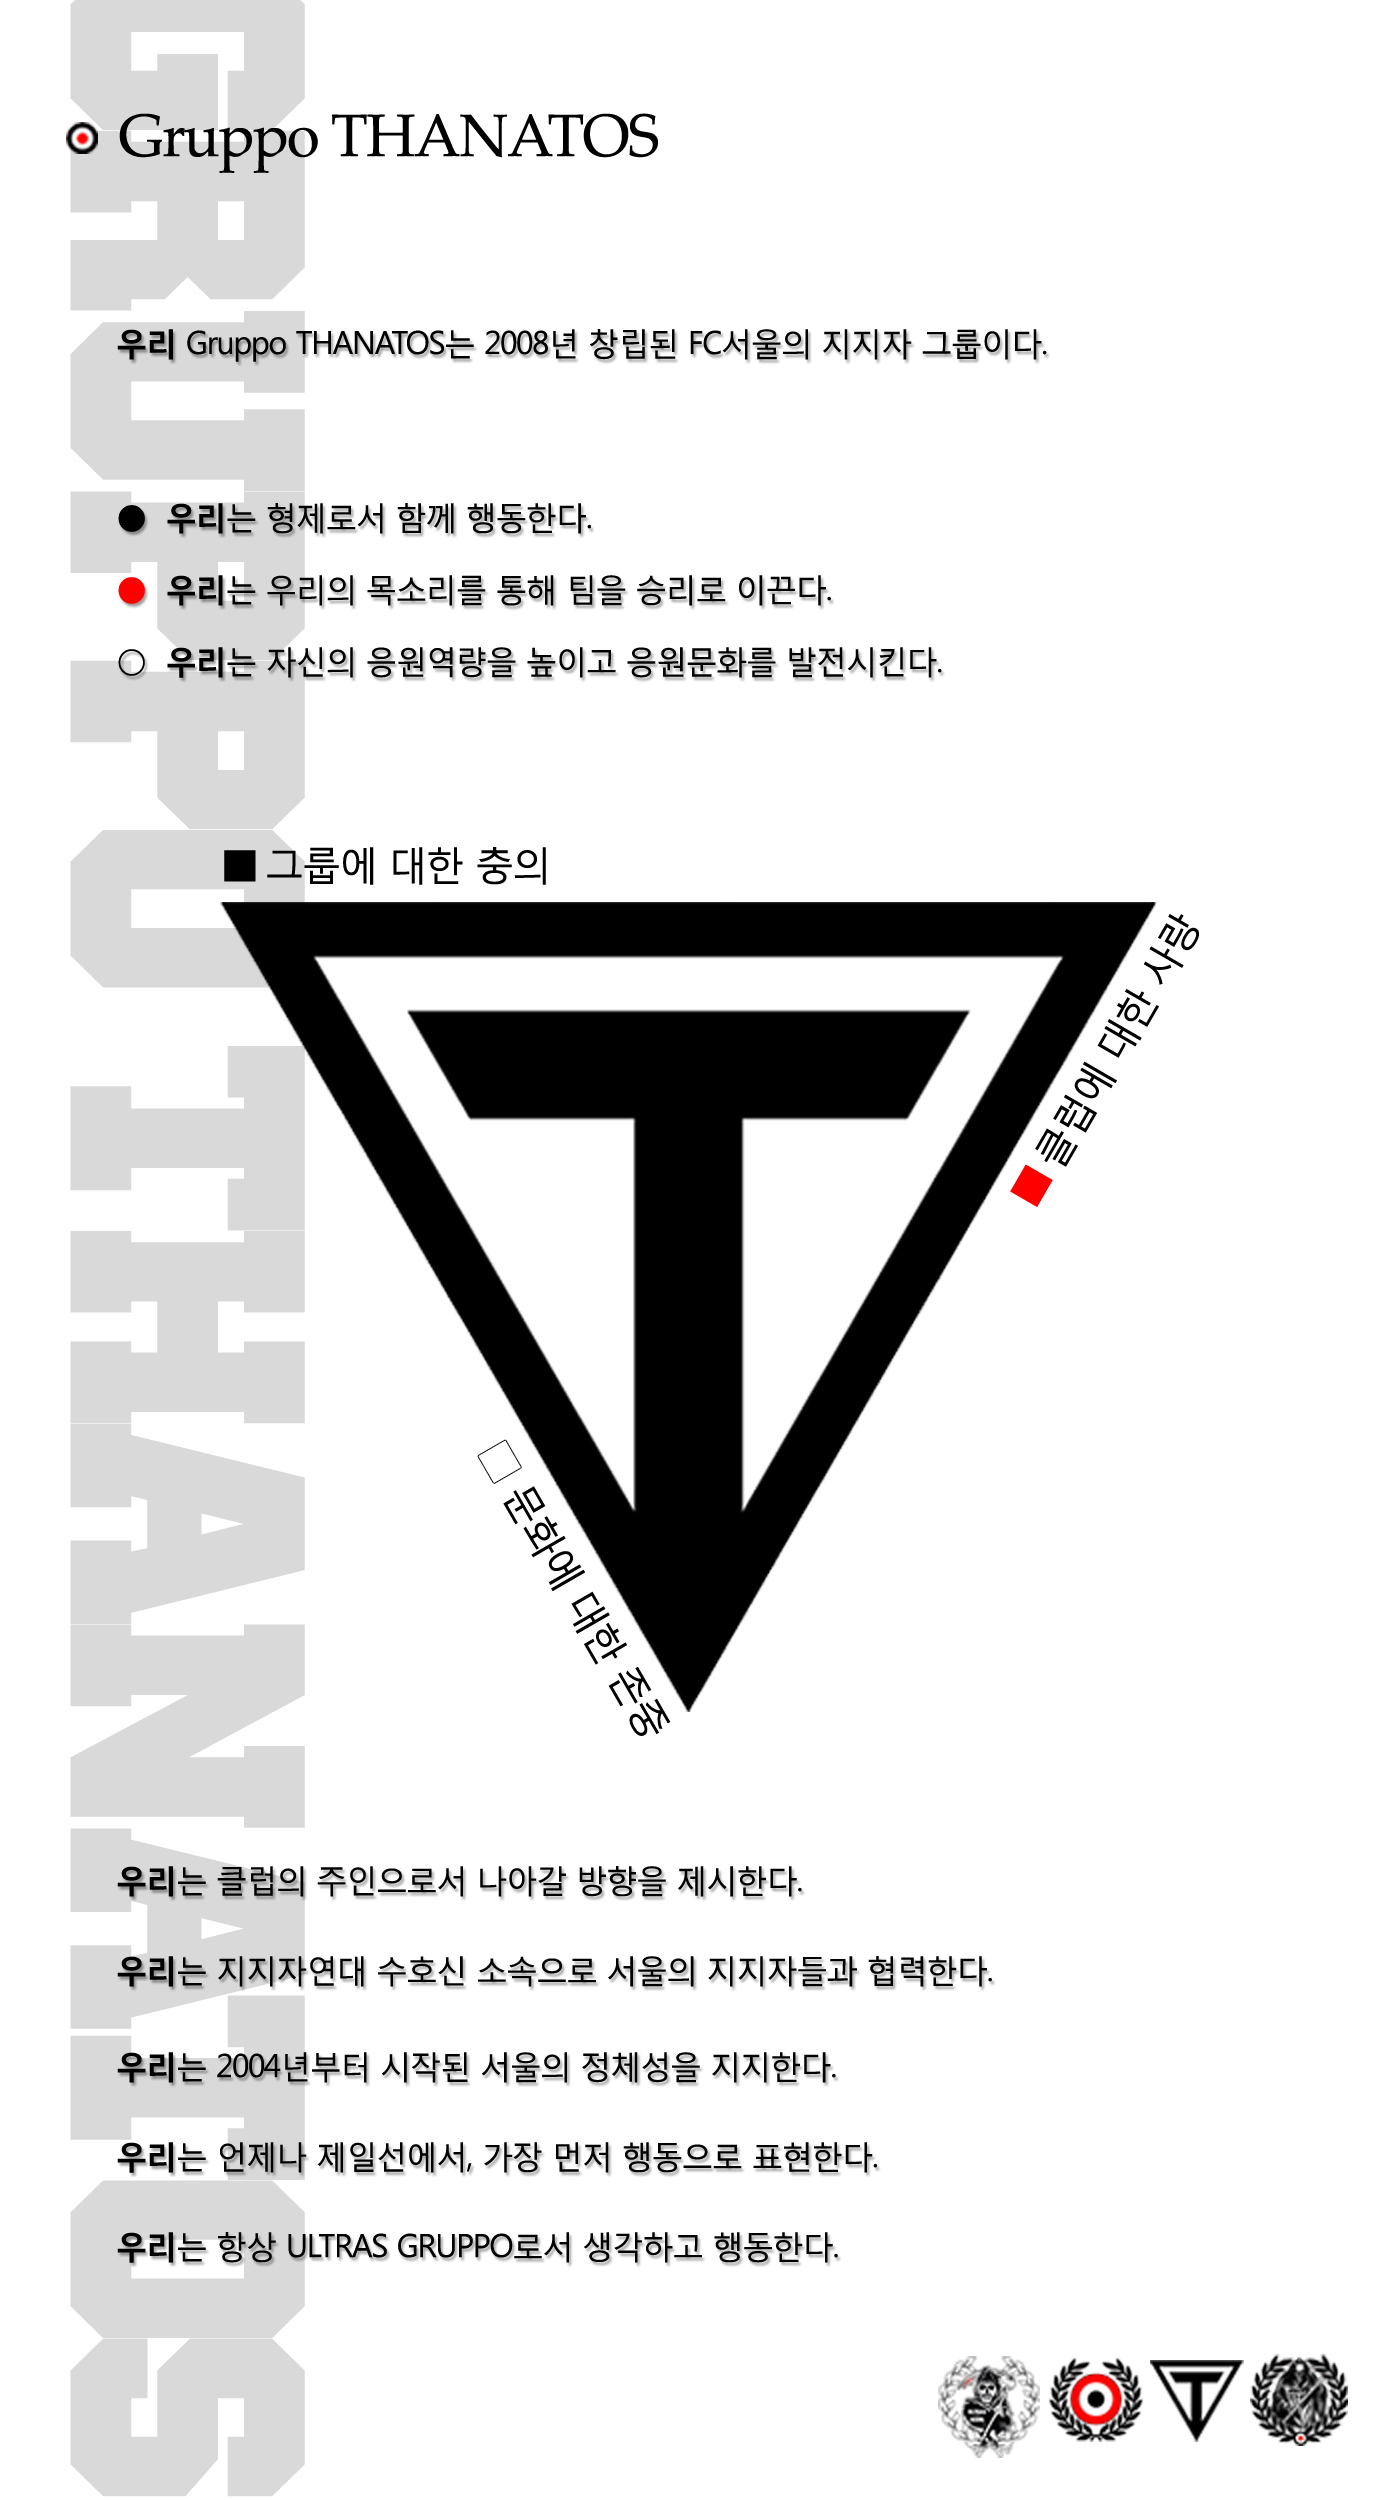 GRUPPO THANATOS
Gruppo THANATOS
우리 Gruppo THANATOS는 2008년 창립된 FC서울의 지지자 그룹이다.
● 우리는 형제로서 함께 행동한다.
● 우리는 우리의 목소리를 통해 팀을 승리로 이끈다.
○ 우리는 자신의 응원역량을 높이고 응원문화를 발전시킨다.
■ 그룹에 대한 충의
■ 클럽에 대한 사랑
T
□ 문화에 대한 존중
우리는 클럽의 주인으로서 나아갈 방향을 제시한다.
우리는 지지자연대 수호신 소속으로 서울의 지지자들과 협력한다.
우리는 2004년부터 시작된 서울의 정체성을 지지한다.
우리는 언제나 제일선에서, 가장 먼저 행동으로 표현한다.
우리는 항상 ULTRAS GRUPPO로서 생각하고 행동한다.
T